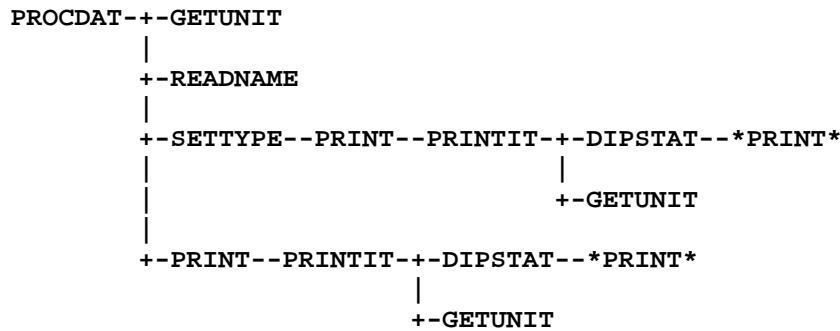 PROCDAT-+-GETUNIT
|
+-READNAME
|
+-SETTYPE--PRINT--PRINTIT-+-DIPSTAT--*PRINT*
| |
| +-GETUNIT
|
+-PRINT--PRINTIT-+-DIPSTAT--*PRINT*
|
+-GETUNIT